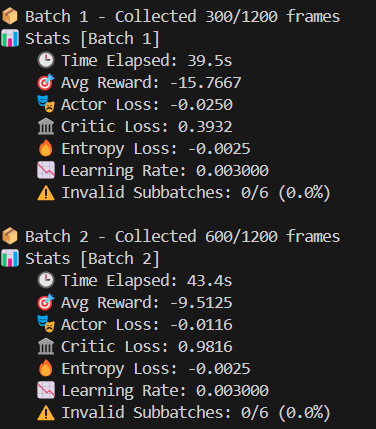 📦 Batch 1 - Collected 300/1200 frames
📊 Stats [Batch 1]
🕒 Time Elapsed: 39.5s
🎯 Avg Reward: -15.7667
🎭 Actor Loss: -0.0250
🏛️ Critic Loss: 0.3932
🔥 Entropy Loss: -0.0025
📉 Learning Rate: 0.003000
⚠️ Invalid Subbatches: 0/6 (0.0%)
📦 Batch 2 - Collected 600/1200 frames
📊 Stats [Batch 2]
🕒 Time Elapsed: 43.4s
🎯 Avg Reward: -9.5125
🎭 Actor Loss: -0.0116
🏛️ Critic Loss: 0.9816
🔥 Entropy Loss: -0.0025
📉 Learning Rate: 0.003000
⚠️ Invalid Subbatches: 0/6 (0.0%)